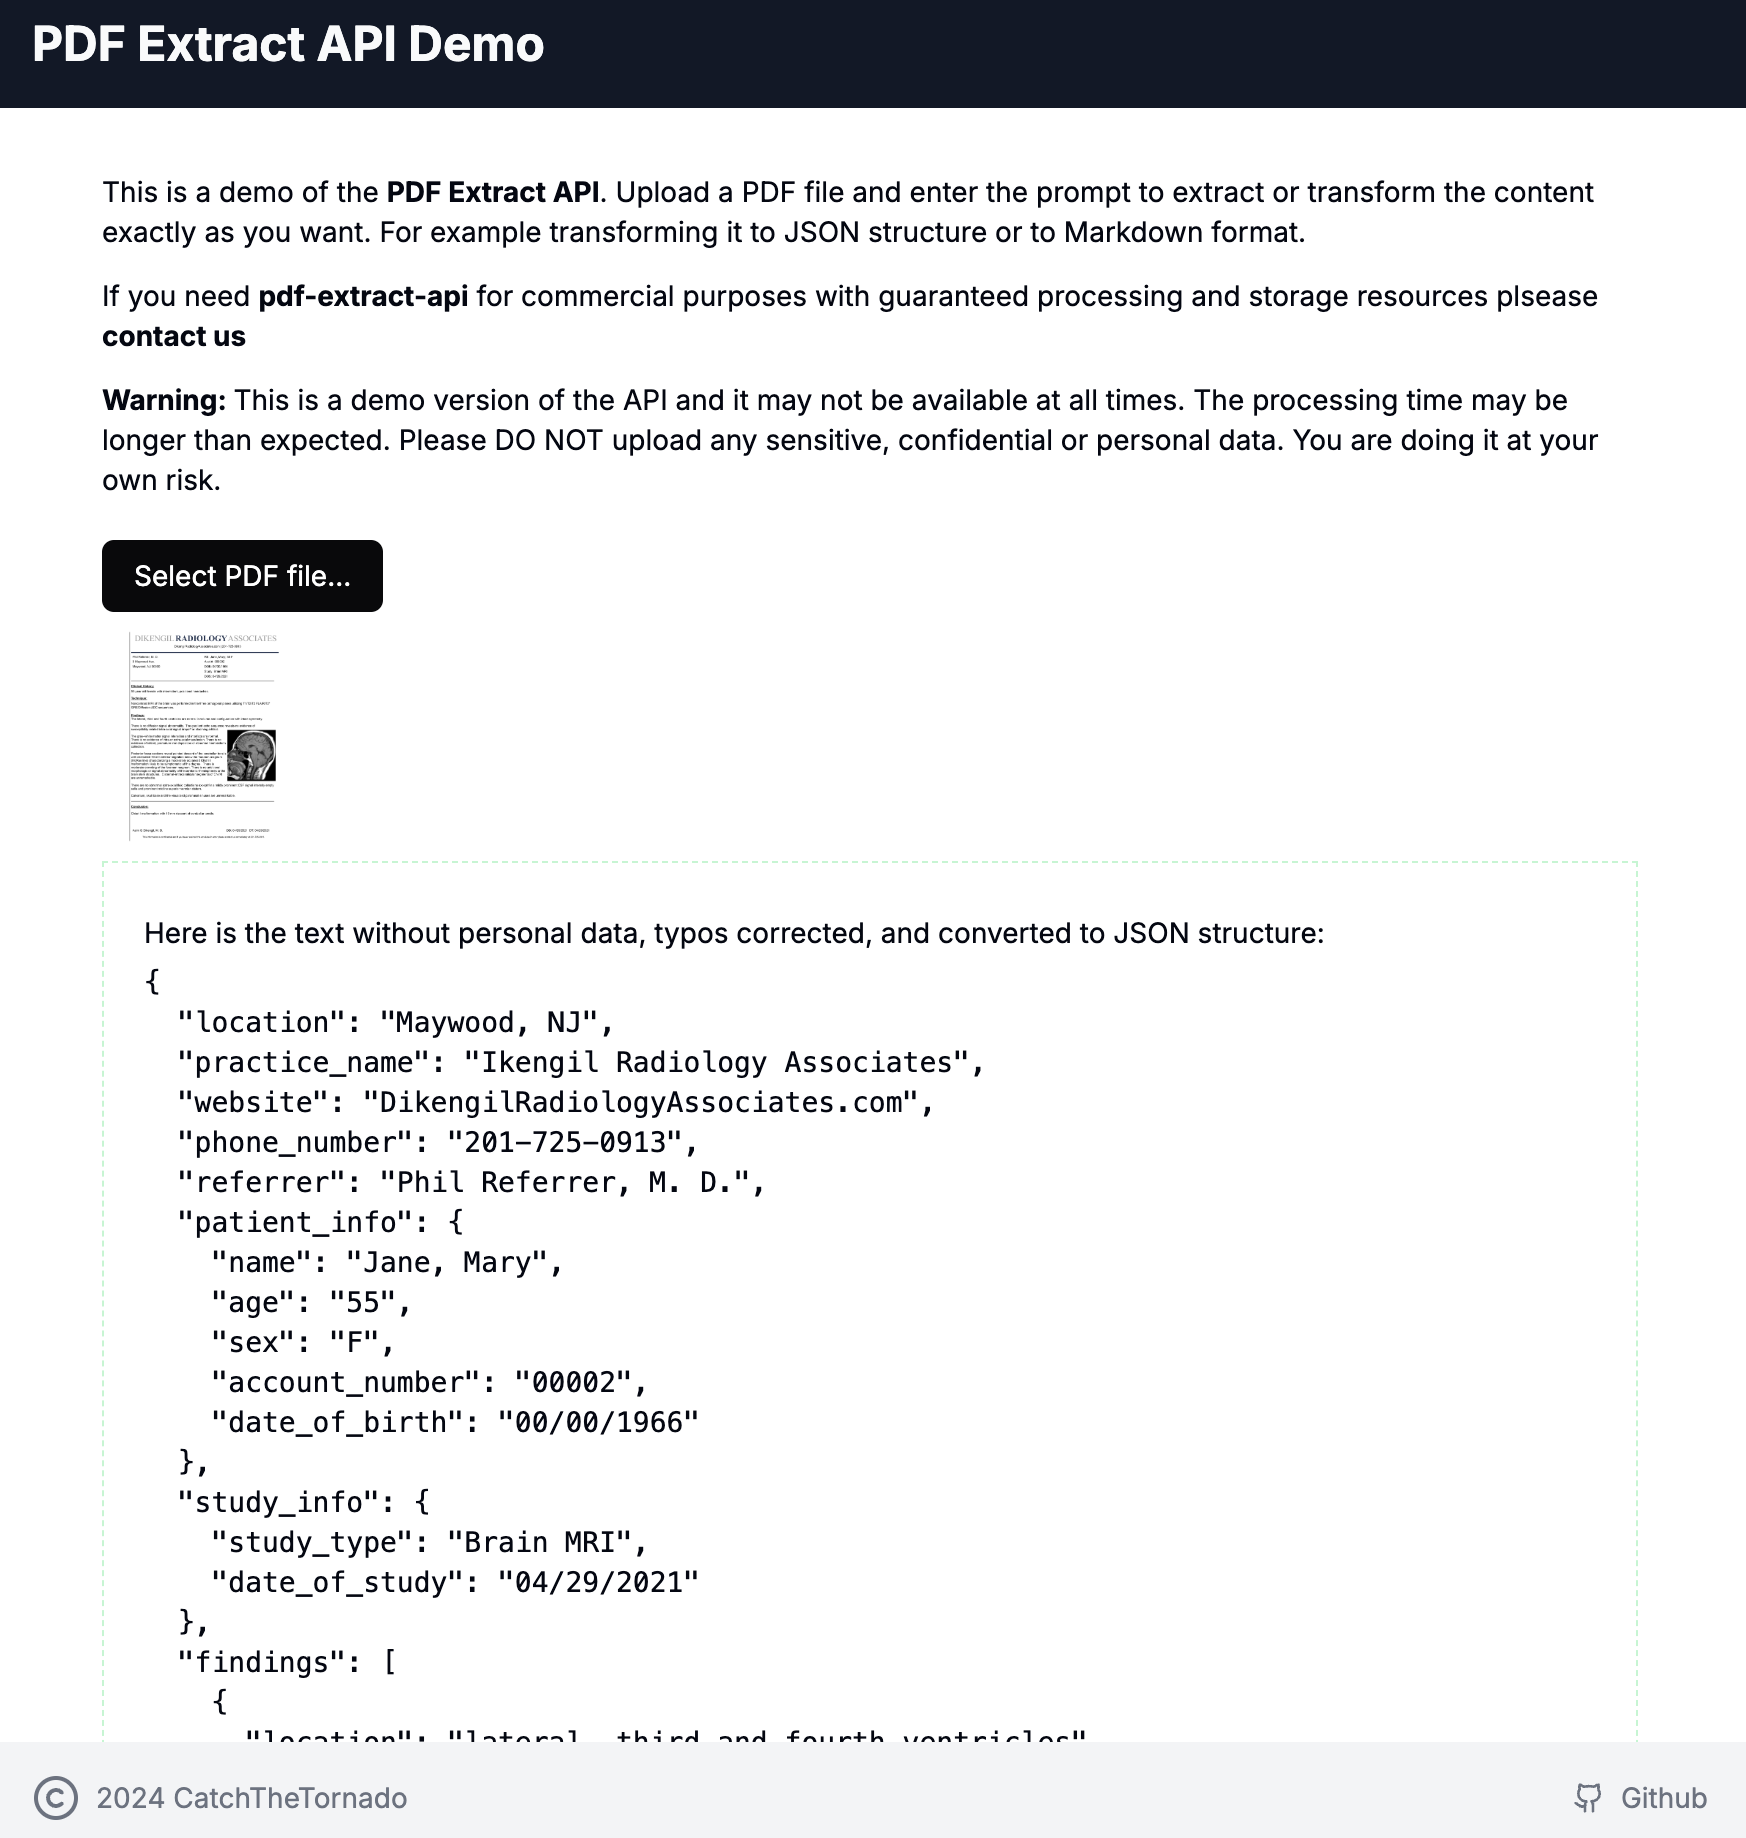 PDF Extract API Demo
This is a demo of the PDF Extract API. Upload a PDF file and enter the prompt to extract or transform the content
exactly as you want. For example transforming it to JSON structure or to Markdown format.
If you need pdf-extract-api for commercial purposes with guaranteed processing and storage resources plsease
contact us
Warning: This is a demo version of the API and it may not be available at all times. The processing time may be
longer than expected. Please DO NOT upload any sensitive, confidential or personal data. You are doing it at your
own risk.
Select PDF file...
DIKENGIL RADIOLOGY ASSOCIATES
Here is the text without personal data, typos corrected, and converted to JSON structure:
{
"location": "Maywood, NJ",
"practice_name": "Ikengil Radiology Associates",
"website": "DikengilRadiologyAssociates.com",
"phone_number": "201-725-0913",
"referrer": "Phil Referrer, M. D.",
"patient_info": {
"name": "Jane, Mary",
"age": "55",
"sex": "F",
"account_number": "00002",
"date_of_birth": "00/00/1966"
},
"study_info": {
"study_type": "Brain MRI",
"date_of_study": "04/29/2021"
},
"findings": [
{
"location": "lateral, third and fourth ventricles"
© 2024 CatchTheTornado
Github